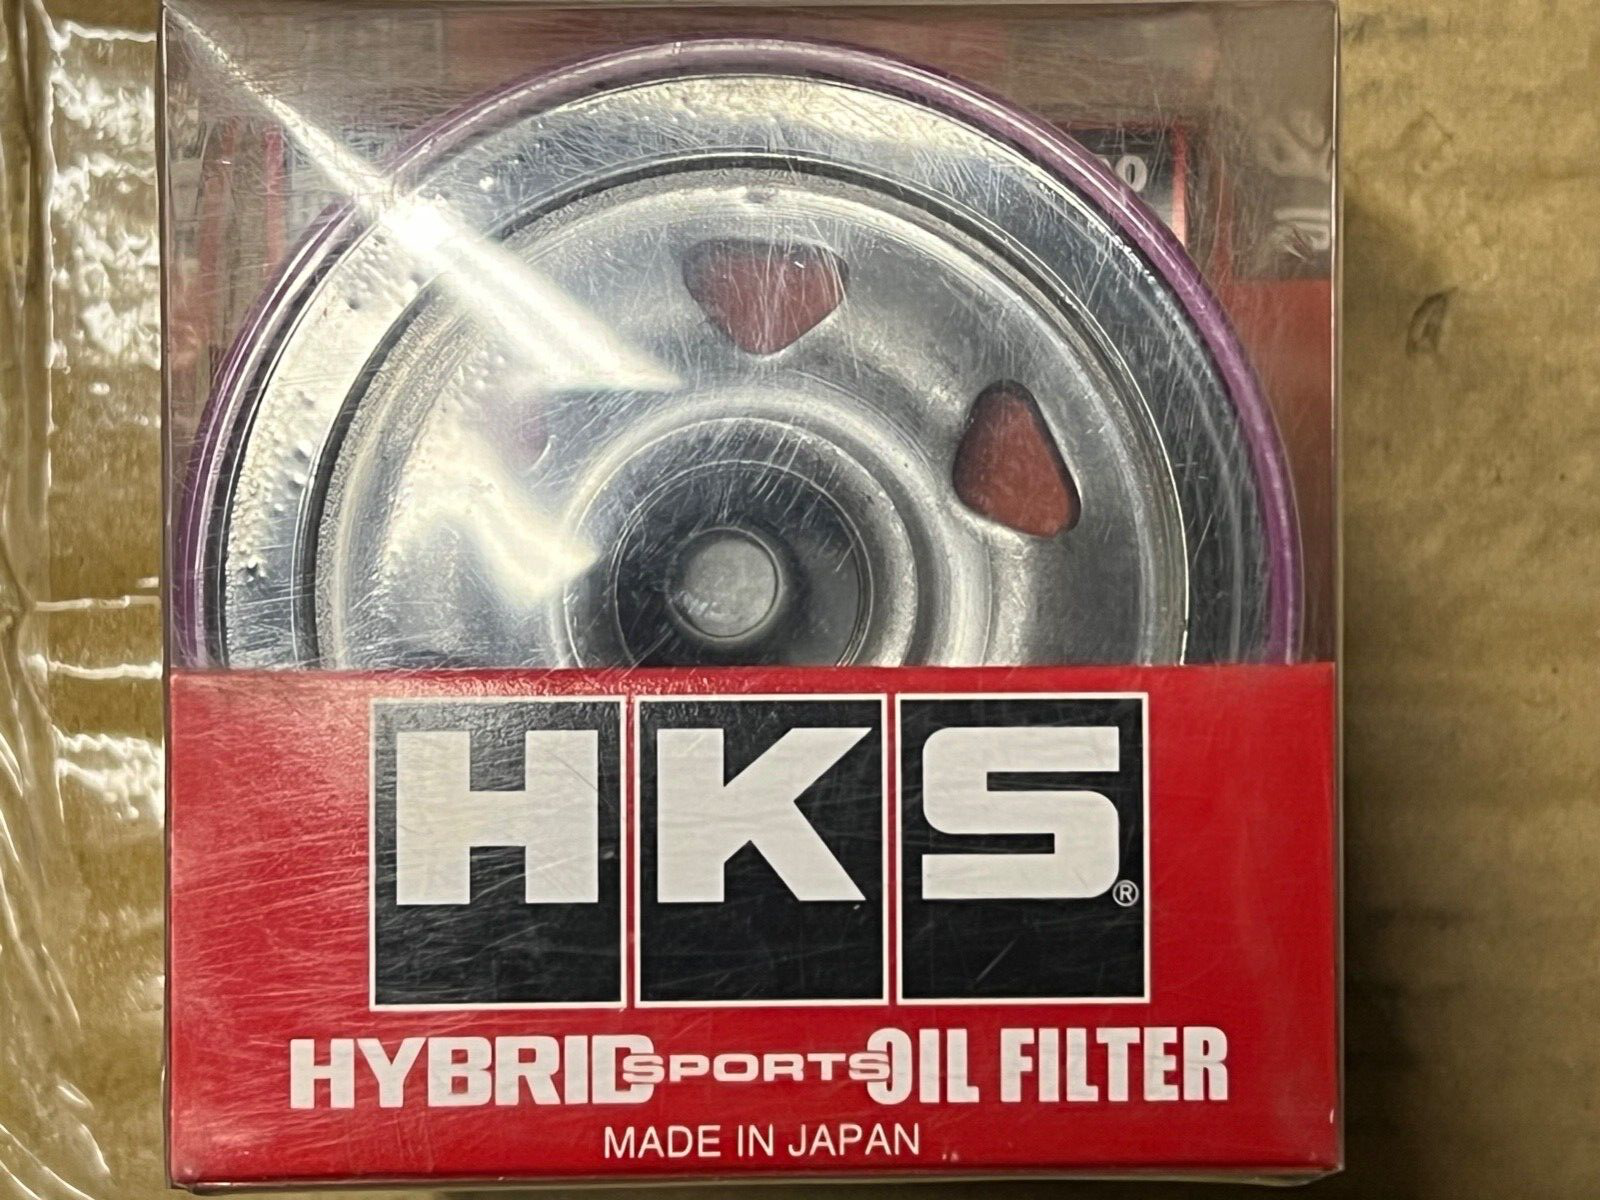 HKS®
HYBRID SPORTS OIL FILTER
MADE IN JAPAN